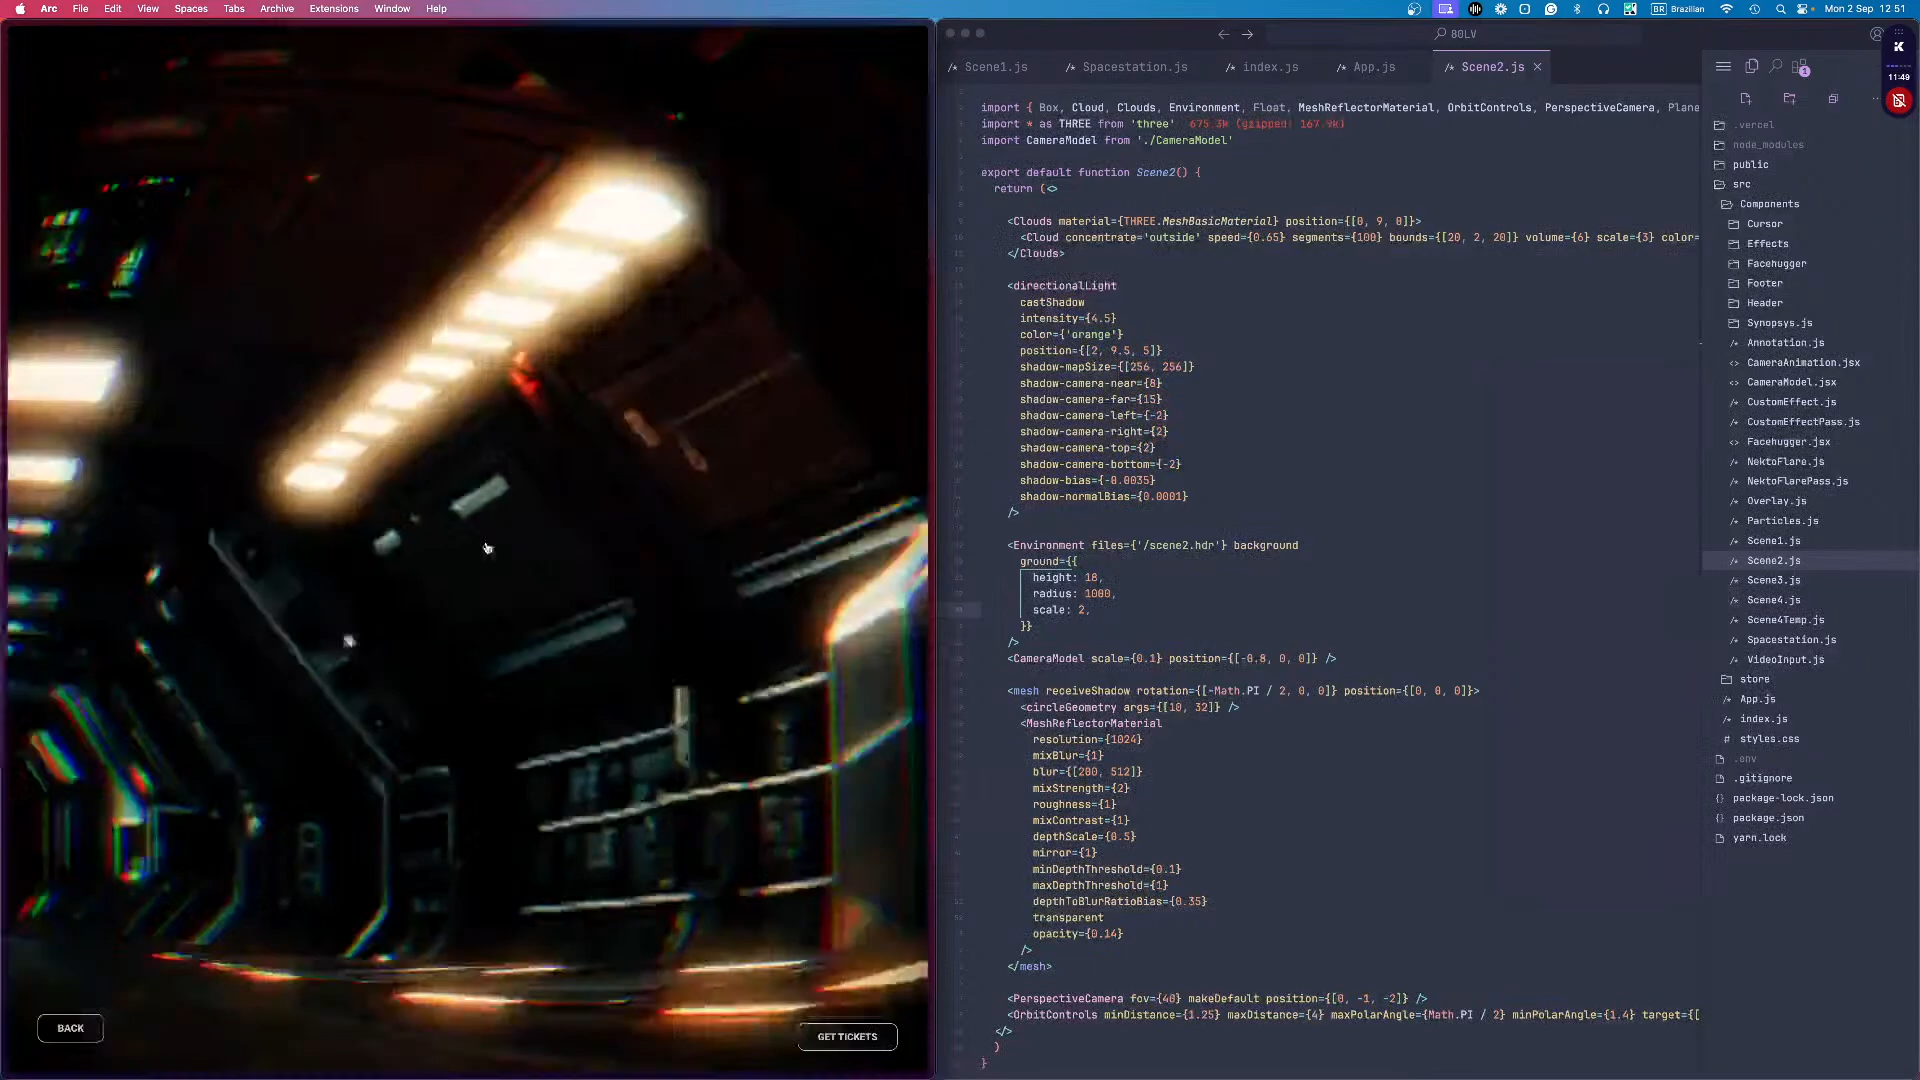 Arc File Edit View Spaces Tabs Archive Extensions Window Help
BR Brazilian Mon 2 Sep 12 51
80LV
K
11:49
Scene1.js Spacestation.js index.js App.js Scene2.js
1
import { Box, Cloud, Clouds, Environment, Float, MeshReflectorMaterial, OrbitControls, PerspectiveCamera, Plane
import * as THREE from 'three' 675.3K (gzipped: 167.9K)
import CameraModel from './CameraModel'
export default function Scene2() {
return (<>
<Clouds material={THREE.MeshBasicMaterial} position={[0, 9, 0]}>
<Cloud concentrate='outside' speed={0.65} segments={100} bounds={[20, 2, 20]} volume={6} scale={3} color=
</Clouds>
<directionalLight
castShadow
intensity={4.5}
color={'orange'}
position={[2, 9.5, 5]}
shadow-mapSize={[256, 256]}
shadow-camera-near={8}
shadow-camera-far={15}
shadow-camera-left={-2}
shadow-camera-right={2}
shadow-camera-top={2}
shadow-camera-bottom={-2}
shadow-bias={-0.0035}
shadow-normalBias={0.0001}
/>
<Environment files={'/scene2.hdr'} background
ground={{
height: 18,
radius: 1000,
scale: 2,
}}
/>
<CameraModel scale={0.1} position={[-0.8, 0, 0]} />
<mesh receiveShadow rotation={[-Math.PI / 2, 0, 0]} position={[0, 0, 0]}>
<circleGeometry args={[10, 32]} />
<MeshReflectorMaterial
resolution={1024}
mixBlur={1}
blur={[200, 512]}
mixStrength={2}
roughness={1}
mixContrast={1}
depthScale={0.5}
mirror={1}
minDepthThreshold={0.1}
maxDepthThreshold={1}
depthToBlurRatioBias={0.35}
transparent
opacity={0.14}
/>
</mesh>
<PerspectiveCamera fov={40} makeDefault position={[0, -1, -2]} />
<OrbitControls minDistance={1.25} maxDistance={4} maxPolarAngle={Math.PI / 2} minPolarAngle={1.4} target={[
</>
)
}
.vercel
node_modules
public
src
Components
Cursor
Effects
Facehugger
Footer
Header
Synopsys.js
Annotation.js
CameraAnimation.jsx
CameraModel.jsx
CustomEffect.js
CustomEffectPass.js
Facehugger.jsx
NektoFlare.js
NektoFlarePass.js
Overlay.js
Particles.js
Scene1.js
Scene2.js
Scene3.js
Scene4.js
Scene4Temp.js
Spacestation.js
VideoInput.js
store
App.js
index.js
styles.css
.env
.gitignore
package-lock.json
package.json
yarn.lock
BACK
GET TICKETS